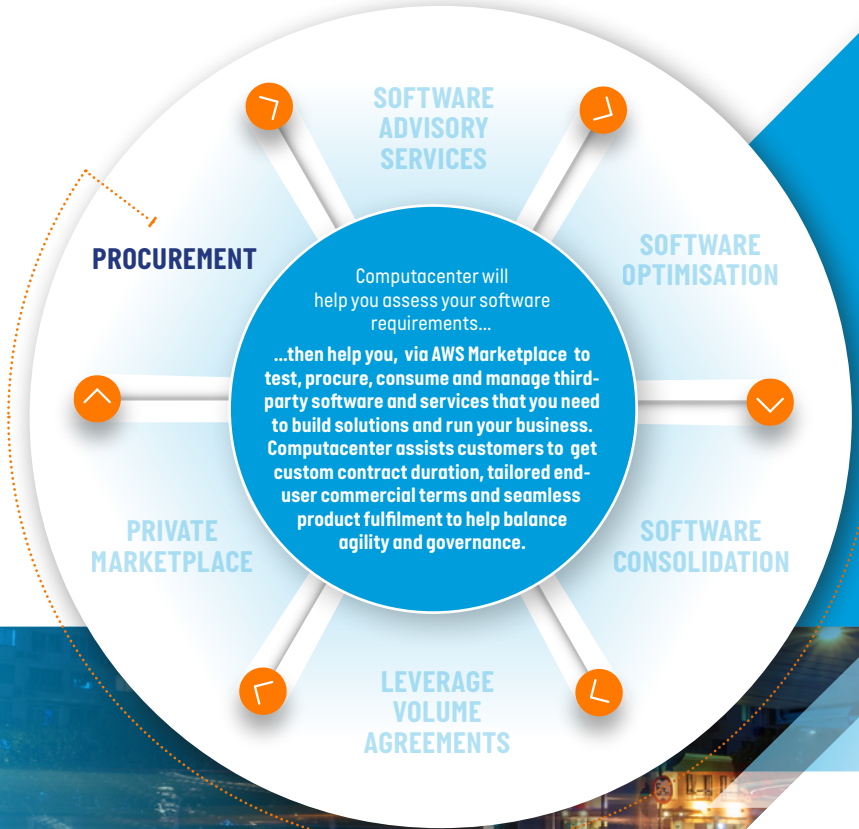 SOFTWARE
ADVISORY
SERVICES
PROCUREMENT
SOFTWARE
OPTIMISATION
Computacenter will
help you assess your software
requirements...
...then help you, via AWS Marketplace to
test, procure, consume and manage third-
party software and services that you need
to build solutions and run your business.
Computacenter assists customers to get
custom contract duration, tailored end-
user commercial terms and seamless
product fulfilment to help balance
agility and governance.
PRIVATE
MARKETPLACE
SOFTWARE
CONSOLIDATION
LEVERAGE
VOLUME
AGREEMENTS